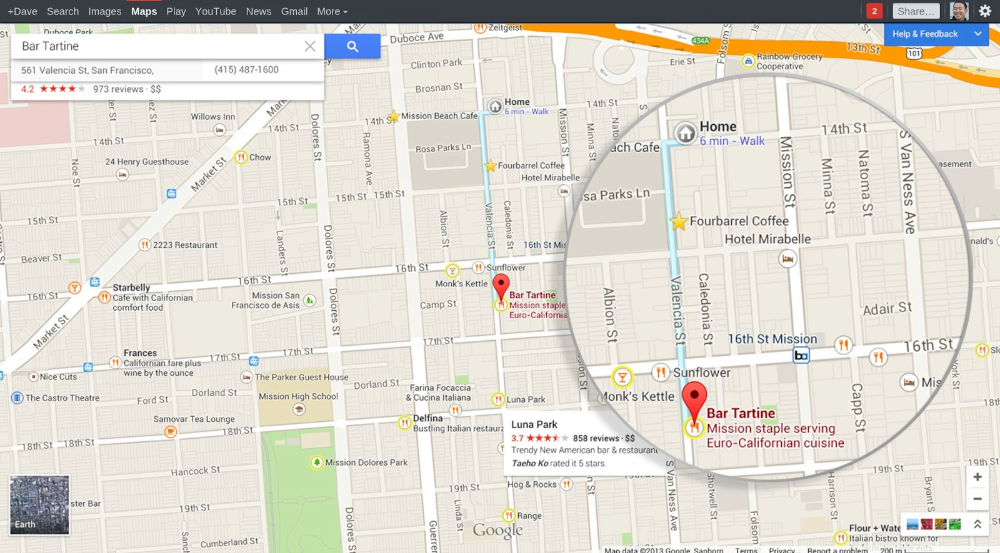 +Dave Search Images Maps Play YouTube News Gmail More
2 Share…
Help & Feedback
Bar Tartine
561 Valencia St, San Francisco,
(415) 487-1600
4.2 973 reviews · $$
Duboce Park
Duboce Ave
Zeitgeist
Clinton Park
Brosnan St
Erie St
434A
13th St
101
Rainbow Grocery
Cooperative
Folsom S
Market St
Willows Inn
14th St
14th St
14th St
14th St
Mission Beach Cafe
Home
6 min - Walk
Dolores St
Ramona Ave
Rosa Parks Ln
Mission St
Minna St
Chow
24 Henry Guesthouse
Noe St
Fourbarrel Coffee
Hotel Mirabelle
15th St
15th St
15th St
15th St
Landers St
Dolores St
Albion St
Valencia St
Caledonia St
2223 Restaurant
Beaver St
16th St Mis
16th St
16th St
16th St
Sunflower
Monk's Kettle
Starbelly
Cafe with Californian
comfort food
Mission San
Francisco de Asís
Camp St
Bar Tartine
Mission staple
Euro-California
Market St
Dolores St
17th St
17th St
17th St
Frances
Californian fare plus
wine by the ounce
Nice Cuts
The Parker Guest House
The Castro Theatre
Ford St
Dorland St
Dorland St
Mission High School
Farina Focaccia
& Cucina Italiana
Luna Park
Samovar Tea Lounge
Delfina
Bustling Italian restaura
18th St
18th St
18th St
Mission Dolores Park
Hancock St
19th St
19th St
Luna Park
3.7 858 reviews · $$
Trendy New American bar & restaurant
Taeho Ko rated it 5 stars.
Hog & Rocks
Range
Linda St
Guerrer
Dolores St
Cumberland St
ster Bar
Earth
Google
Home
6 min - Walk
ach Cafe
14th St
Mission St
Minna St
Natoma St
S Van Ness Ave
sa Parks Ln
Fourbarrel Coffee
Hotel Mirabelle
Albion St
Valencia St
Caledonia St
Adair St
16th St Mission
16th St
Sunflower
Monk's Kettle
Mis
Capp St
Bar Tartine
Mission staple serving
Euro-Californian cuisine
asement
nald's
Slo
York St
18th
19th St
19th St
S Van Ness Ave
Shotwell St
Folsom
Harrison St
Bryant S
Flour + Wate
Italian bistro known for
Map data ©2013 Google, Sanborn Terms Privacy Report a problem 200 m